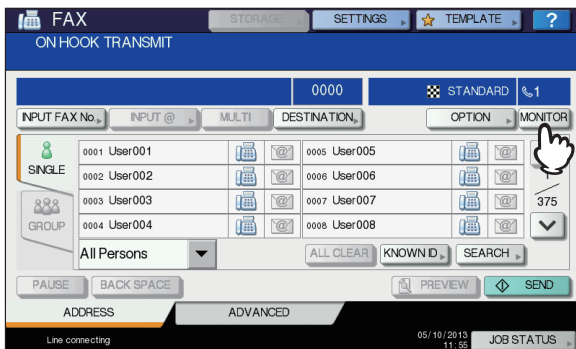 FAX STORAGE SETTINGS TEMPLATE ?
ON HOOK TRANSMIT
0000 STANDARD 1
INPUT FAX No. INPUT @ MULTI DESTINATION OPTION MONITOR
SINGLE
GROUP
0001 User001 @ 0005 User005 @
0002 User002 @ 0006 User006 @
0003 User003 @ 0007 User007 @
0004 User004 @ 0008 User008 @
1
375
All Persons ALL CLEAR KNOWN ID SEARCH
PAUSE BACK SPACE PREVIEW SEND
ADDRESS ADVANCED
Line connecting 05/10/2013
11:55 JOB STATUS